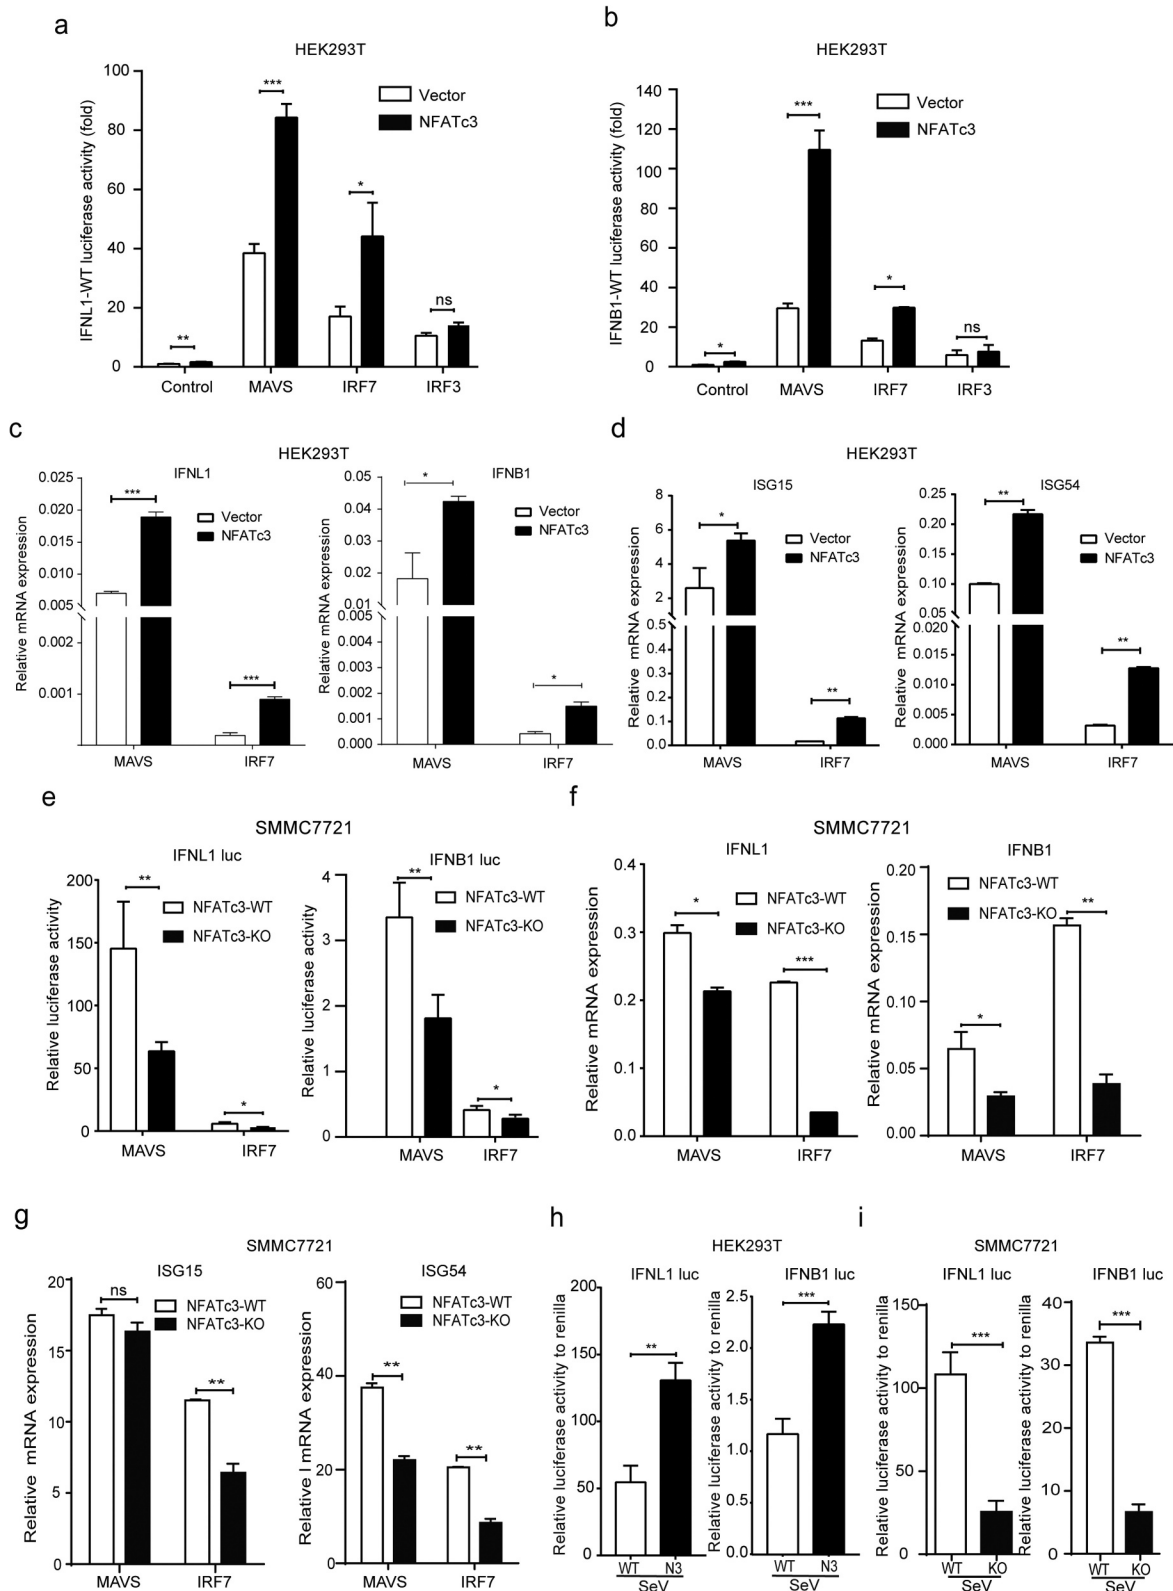 a
HEK293T
IFNL1-WT luciferase activity (fold)
100
80
60
40
20
0
***
*
**
ns
Vector
NFATc3
Control
MAVS
IRF7
IRF3
b
HEK293T
IFNB1-WT luciferase activity (fold)
140
120
100
80
60
40
20
0
***
*
*
ns
Vector
NFATc3
Control
MAVS
IRF7
IRF3
c
HEK293T
IFNL1
Relative mRNA expression
0.025
0.020
0.015
0.010
0.005
0.002
0.001
***
***
Vector
NFATc3
MAVS
IRF7
IFNB1
0.05
0.04
0.03
0.02
0.01
0.005
0.004
0.003
0.002
0.001
0.000
*
*
Vector
NFATc3
MAVS
IRF7
d
HEK293T
ISG15
Relative mRNA expression
8
6
4
2
0.5
0.4
0.3
0.2
0.1
0.0
*
**
Vector
NFATc3
MAVS
IRF7
ISG54
Relative mRNA expression
0.25
0.20
0.15
0.10
0.05
0.020
0.015
0.010
0.005
0.000
**
**
Vector
NFATc3
MAVS
IRF7
e
SMMC7721
IFNL1 luc
Relative luciferase activity
200
150
100
50
0
**
*
NFATc3-WT
NFATc3-KO
MAVS
IRF7
IFNB1 luc
Relative luciferase activity
4
3
2
1
0
**
*
NFATc3-WT
NFATc3-KO
MAVS
IRF7
f
SMMC7721
IFNL1
Relative mRNA expression
0.4
0.3
0.2
0.1
0.0
*
***
NFATc3-WT
NFATc3-KO
MAVS
IRF7
IFNB1
Relative mRNA expression
0.20
0.15
0.10
0.05
0.00
*
**
NFATc3-WT
NFATc3-KO
MAVS
IRF7
g
SMMC7721
ISG15
Relative mRNA expression
20
15
10
5
0
ns
**
NFATc3-WT
NFATc3-KO
MAVS
IRF7
ISG54
Relative l mRNA expression
60
40
20
0
**
**
NFATc3-WT
NFATc3-KO
MAVS
IRF7
h
HEK293T
IFNL1 luc
Relative luciferase activity to renilla
200
150
100
50
0
**
WT
N3
SeV
IFNB1 luc
Relative luciferase activity to renilla
2.5
2.0
1.5
1.0
0.5
0.0
***
WT
N3
SeV
i
SMMC7721
IFNL1 luc
Relative luciferase activity to renilla
150
100
50
0
***
WT
KO
SeV
IFNB1 luc
Relative luciferase activity to renilla
40
30
20
10
0
***
WT
KO
SeV